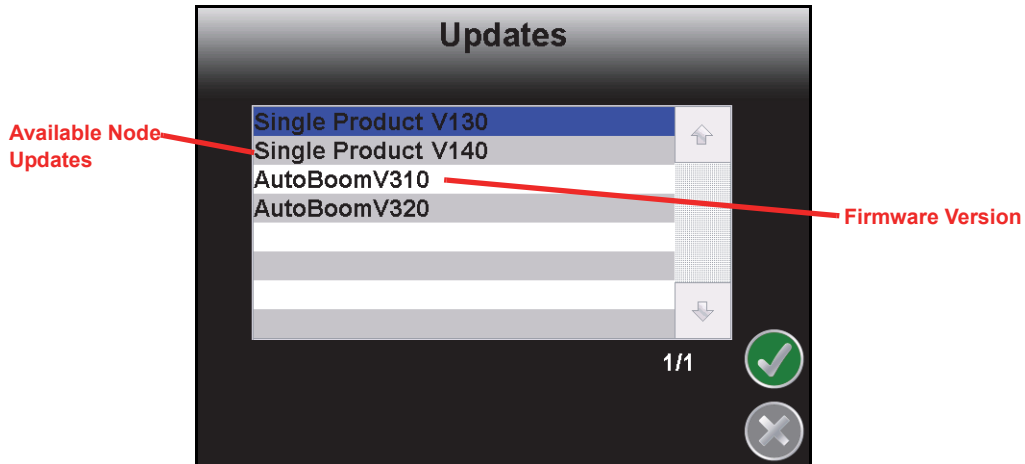 Updates
Available Node
Updates
Single Product V130
Single Product V140
AutoBoomV310
AutoBoomV320
Firmware Version
1/1